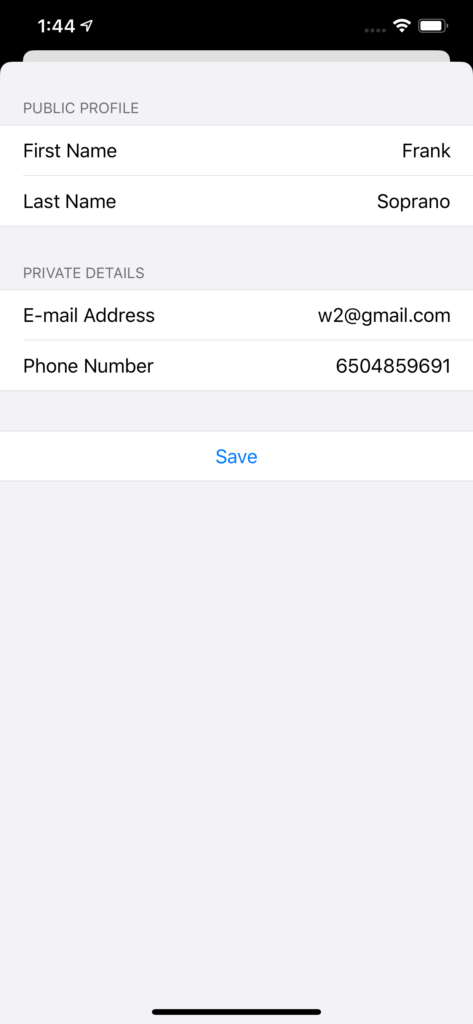 1:44
PUBLIC PROFILE
First Name Frank
Last Name Soprano
PRIVATE DETAILS
E-mail Address w2@gmail.com
Phone Number 6504859691
Save